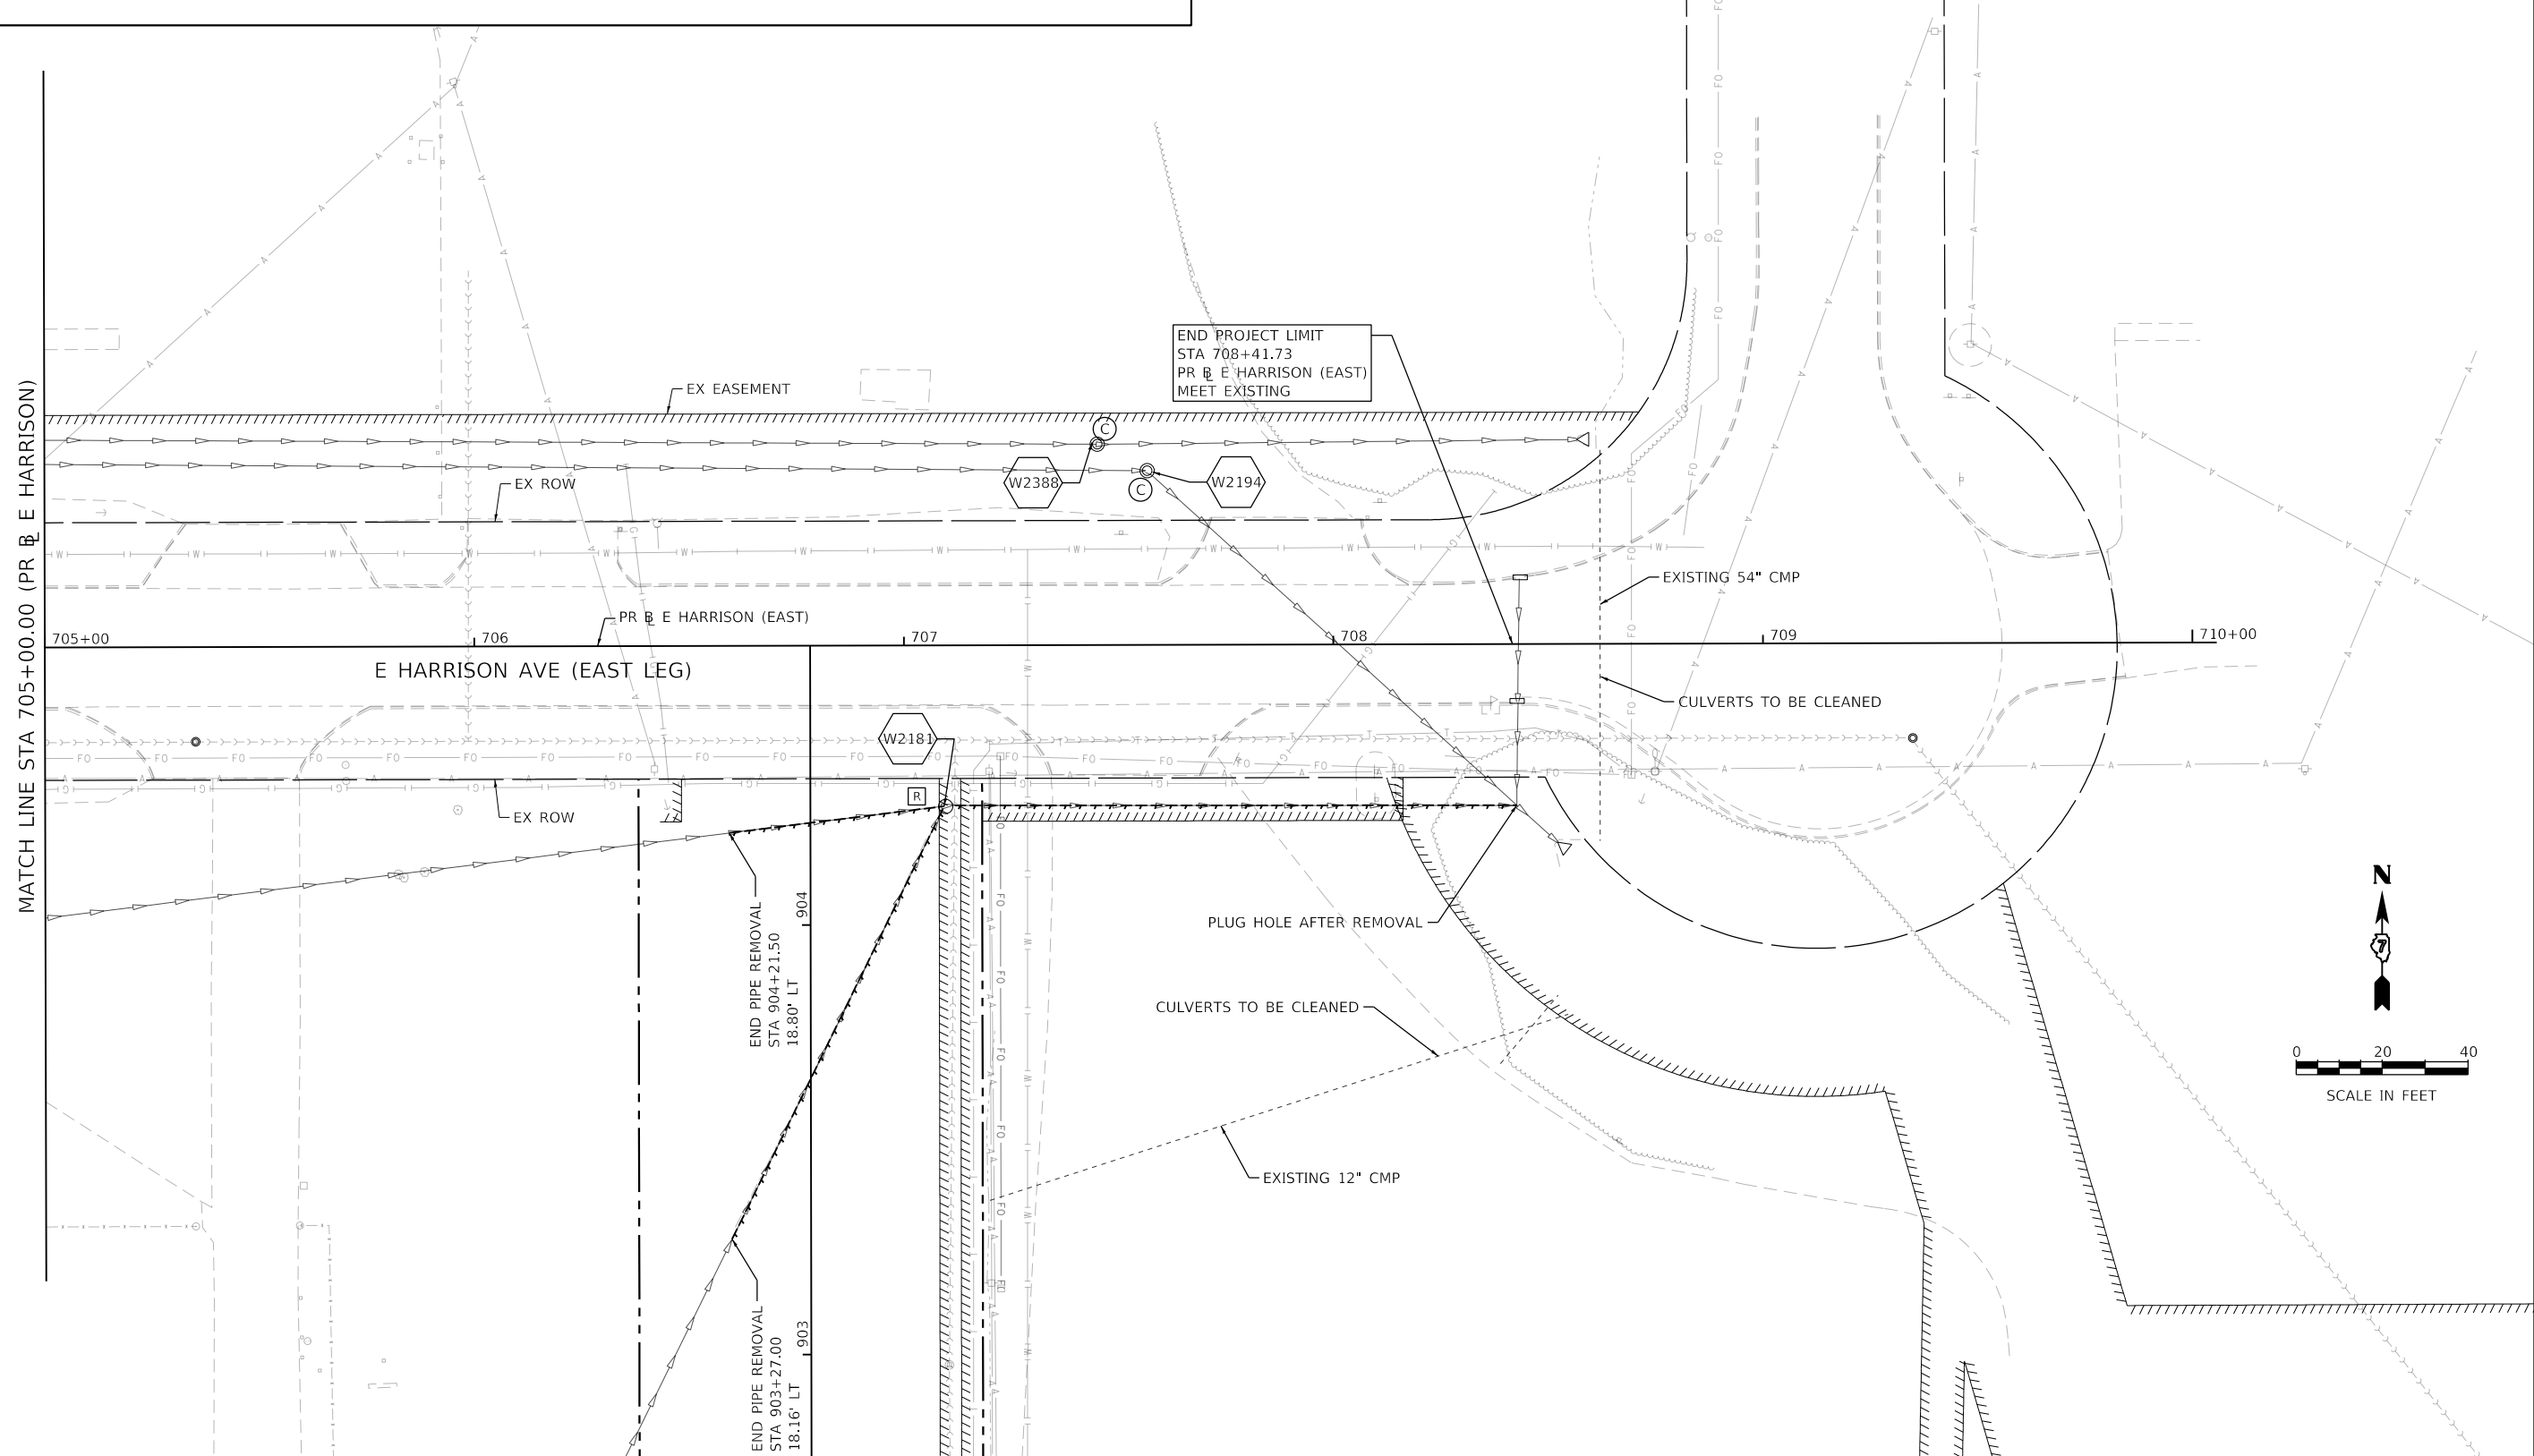 END PROJECT LIMIT
STA 708+41.73
PR BL E HARRISON (EAST)
MEET EXISTING
EX EASEMENT
C
W2388
C
W2194
EX ROW
MATCH LINE STA 705+00.00 (PR BL E HARRISON)
EXISTING 54" CMP
PR BL E HARRISON (EAST)
705+00
706
707
708
709
710+00
E HARRISON AVE (EAST LEG)
CULVERTS TO BE CLEANED
W2181
R
EX ROW
END PIPE REMOVAL
STA 904+21.50
18.80' LT
904
PLUG HOLE AFTER REMOVAL
CULVERTS TO BE CLEANED
EXISTING 12" CMP
N
7
0 20 40
SCALE IN FEET
END PIPE REMOVAL
STA 903+27.00
18.16' LT
903